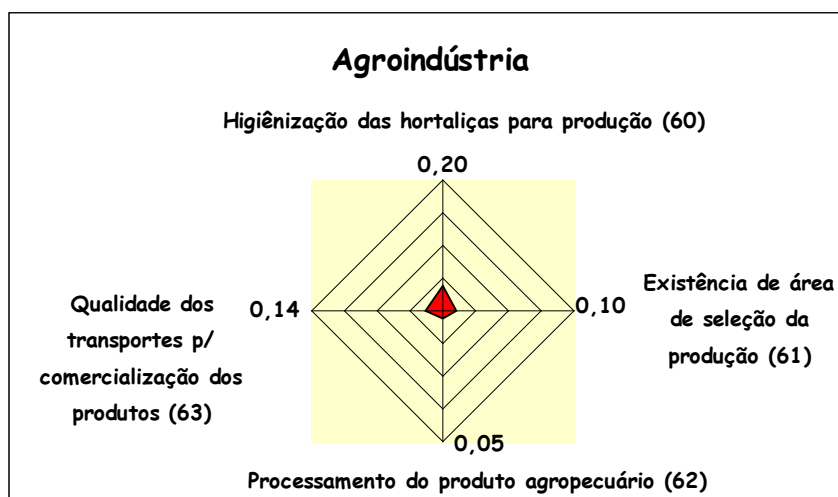 Agroindústria
Higiênização das hortaliças para produção (60)
0,20
Qualidade dos
transportes p/
comercialização dos
produtos (63)
0,14
0,10
Existência de área
de seleção da
produção (61)
0,05
Processamento do produto agropecuário (62)